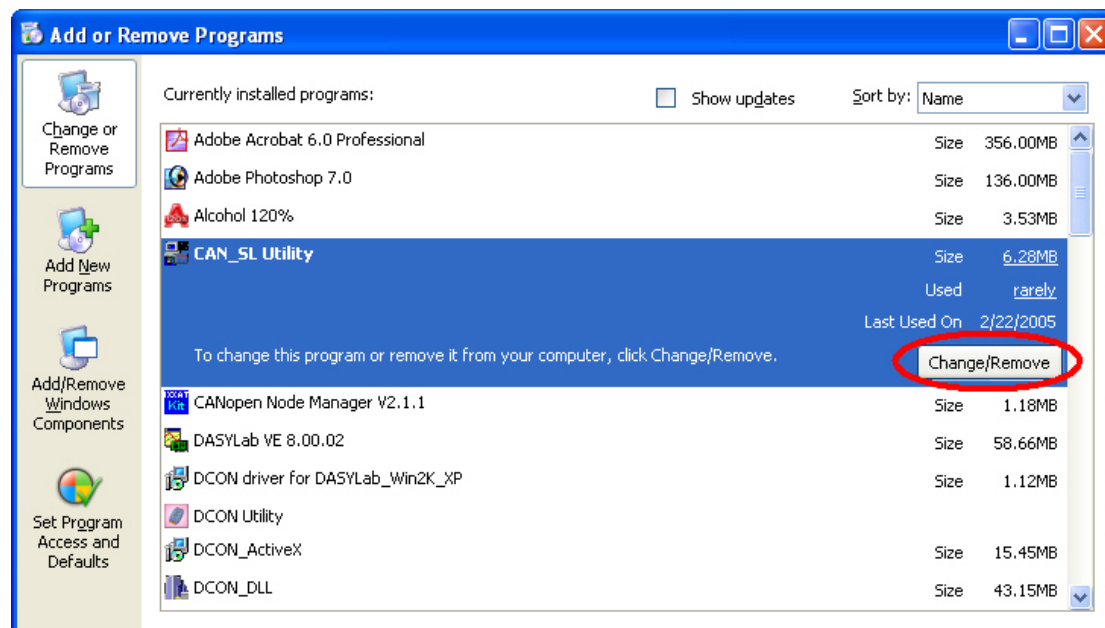 Add or Remove Programs
Change or
Remove
Programs
Add New
Programs
Add/Remove
Windows
Components
Set Program
Access and
Defaults
Currently installed programs:
Show updates
Sort by: Name
Adobe Acrobat 6.0 Professional Size 356.00MB
Adobe Photoshop 7.0 Size 136.00MB
Alcohol 120% Size 3.53MB
CAN_SL Utility Size 6.28MB
Used rarely
Last Used On 2/22/2005
To change this program or remove it from your computer, click Change/Remove. Change/Remove
CANopen Node Manager V2.1.1 Size 1.18MB
DASYLab VE 8.00.02 Size 58.66MB
DCON driver for DASYLab_Win2K_XP Size 1.12MB
DCON Utility
DCON_ActiveX Size 15.45MB
DCON_DLL Size 43.15MB